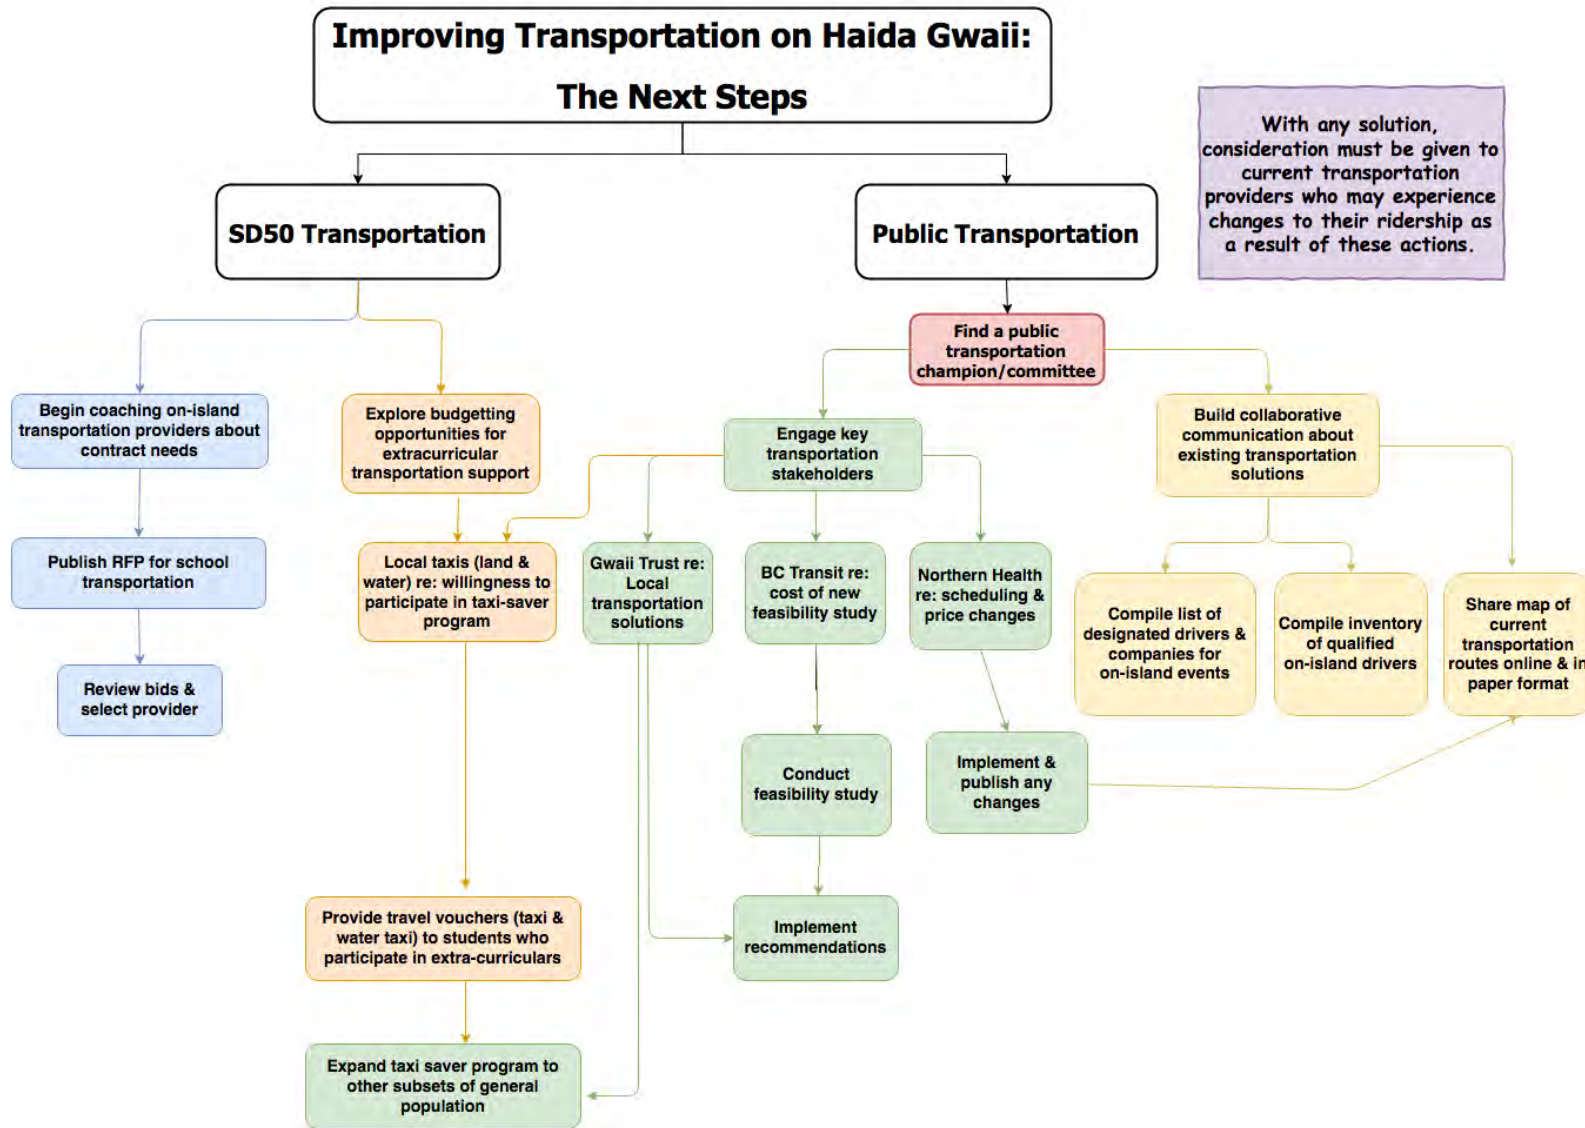 Improving Transportation on Haida Gwaii:
The Next Steps
With any solution,
consideration must be given to
current transportation
providers who may experience
changes to their ridership as
a result of these actions.
SD50 Transportation
Public Transportation
Find a public
transportation
champion/committee
Begin coaching on-island
transportation providers about
contract needs
Explore budgetting
opportunities for
extracurricular
transportation support
Engage key
transportation
stakeholders
Build collaborative
communication about
existing transportation
solutions
Publish RFP for school
transportation
Local taxis (land &
water) re: willingness to
participate in taxi-saver
program
Gwaii Trust re:
Local
transportation
solutions
BC Transit re:
cost of new
feasibility study
Northern Health
re: scheduling &
price changes
Compile list of
designated drivers &
companies for
on-island events
Compile inventory
of qualified
on-island drivers
Share map of
current
transportation
routes online & in
paper format
Review bids &
select provider
Conduct
feasibility study
Implement &
publish any
changes
Provide travel vouchers (taxi &
water taxi) to students who
participate in extra-curriculars
Implement
recommendations
Expand taxi saver program to
other subsets of general
population